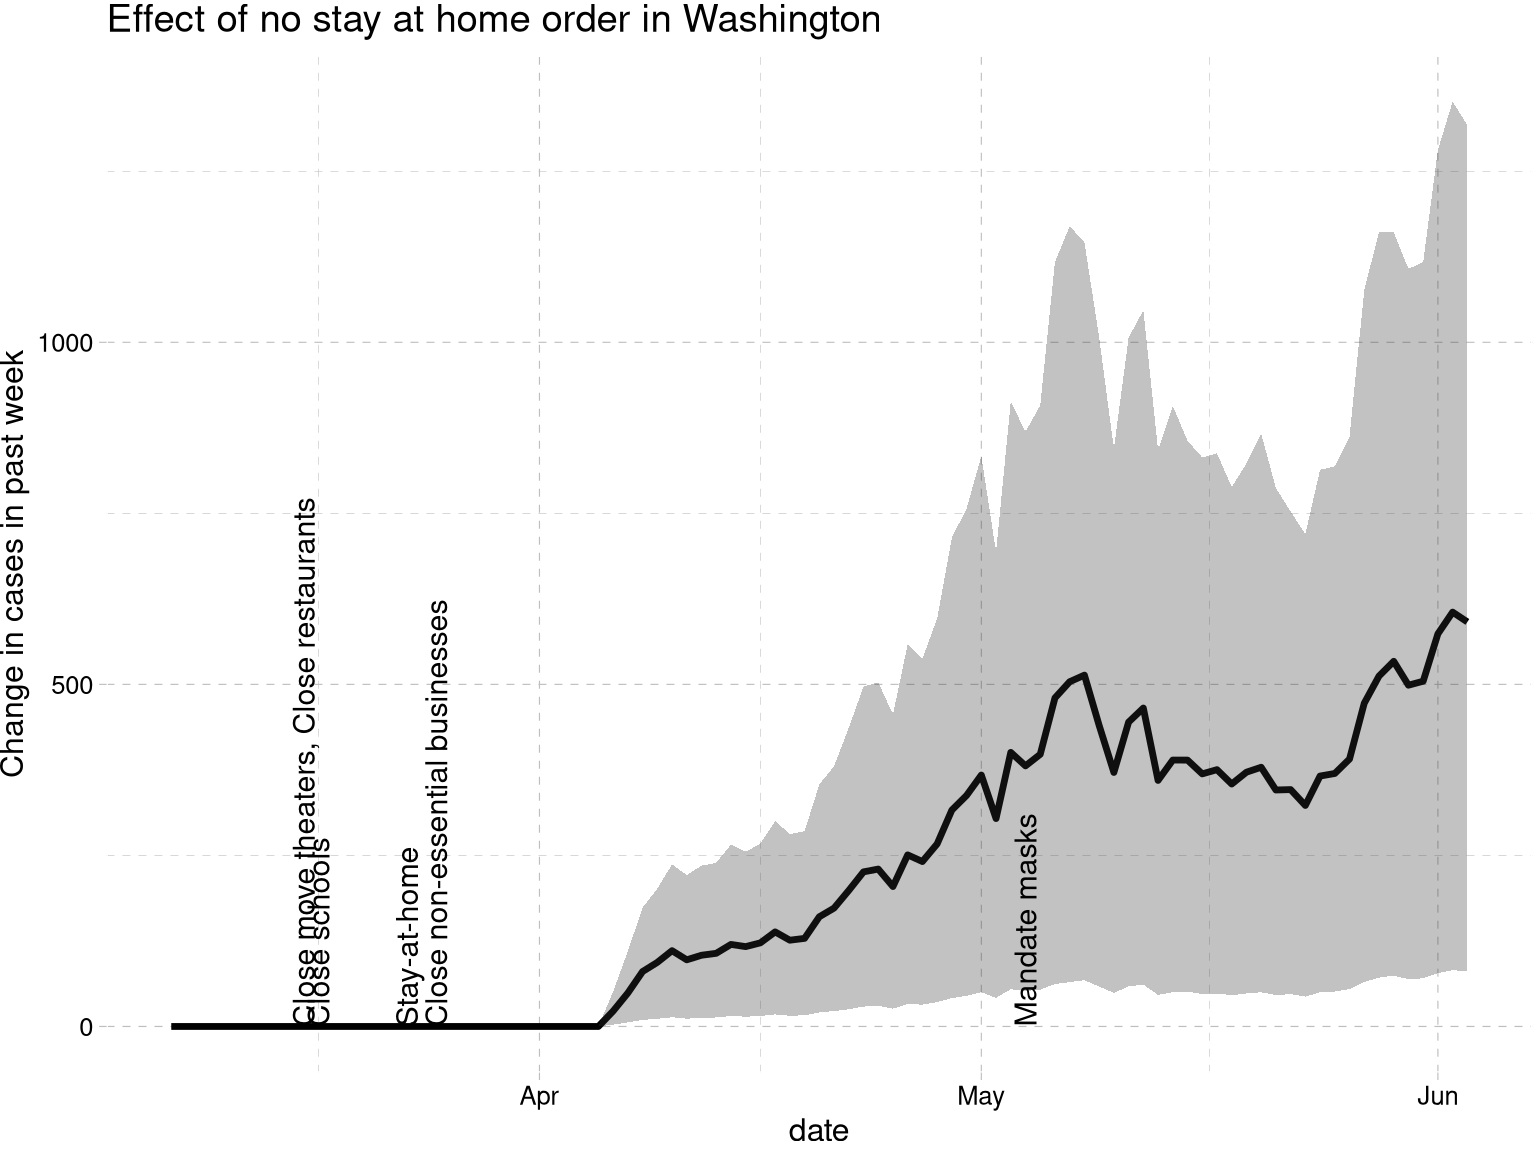 Effect of no stay at home order in Washington
Change in cases in past week
1000
500
0
Close move theaters, Close restaurants
Close schools
Stay-at-home
Close non-essential businesses
Mandate masks
Apr
May
Jun
date